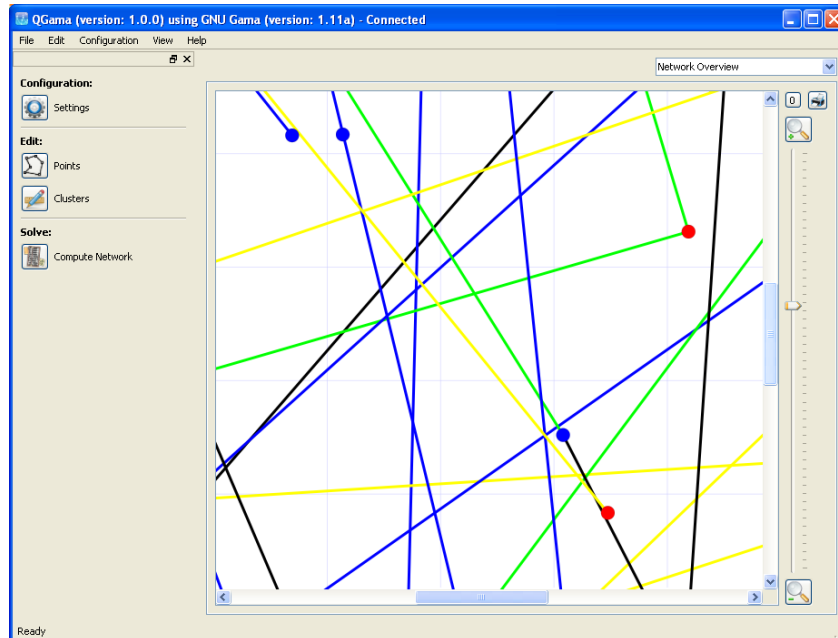 QGama (version: 1.0.0) using GNU Gama (version: 1.11a) - Connected
File Edit Configuration View Help
Network Overview
Configuration:
Settings
0
Edit:
Points
Clusters
Solve:
Compute Network
Ready